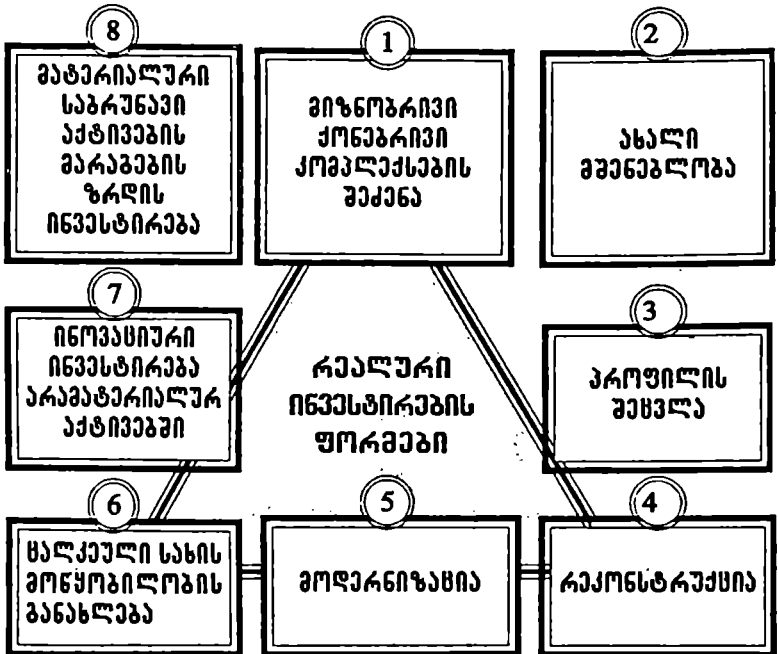 8
მატერიალური
საბრუნავი
აქტივების
მარაგების
ზრდის
ინვესტირება
1
მიზნობრივი
ქონებრივი
კომპლექსების
შეძენა
2
ახალი
მშენებლობა
7
ინოვაციური
ინვესტირება
არამატერიალურ
აქტივებში
რეალური
ინვესტირების
ფორმები
3
პროფილის
შეცვლა
6
ცალკეული სახის
მოწყობილობის
განახლება
5
მოდერნიზაცია
4
რეკონსტრუქცია